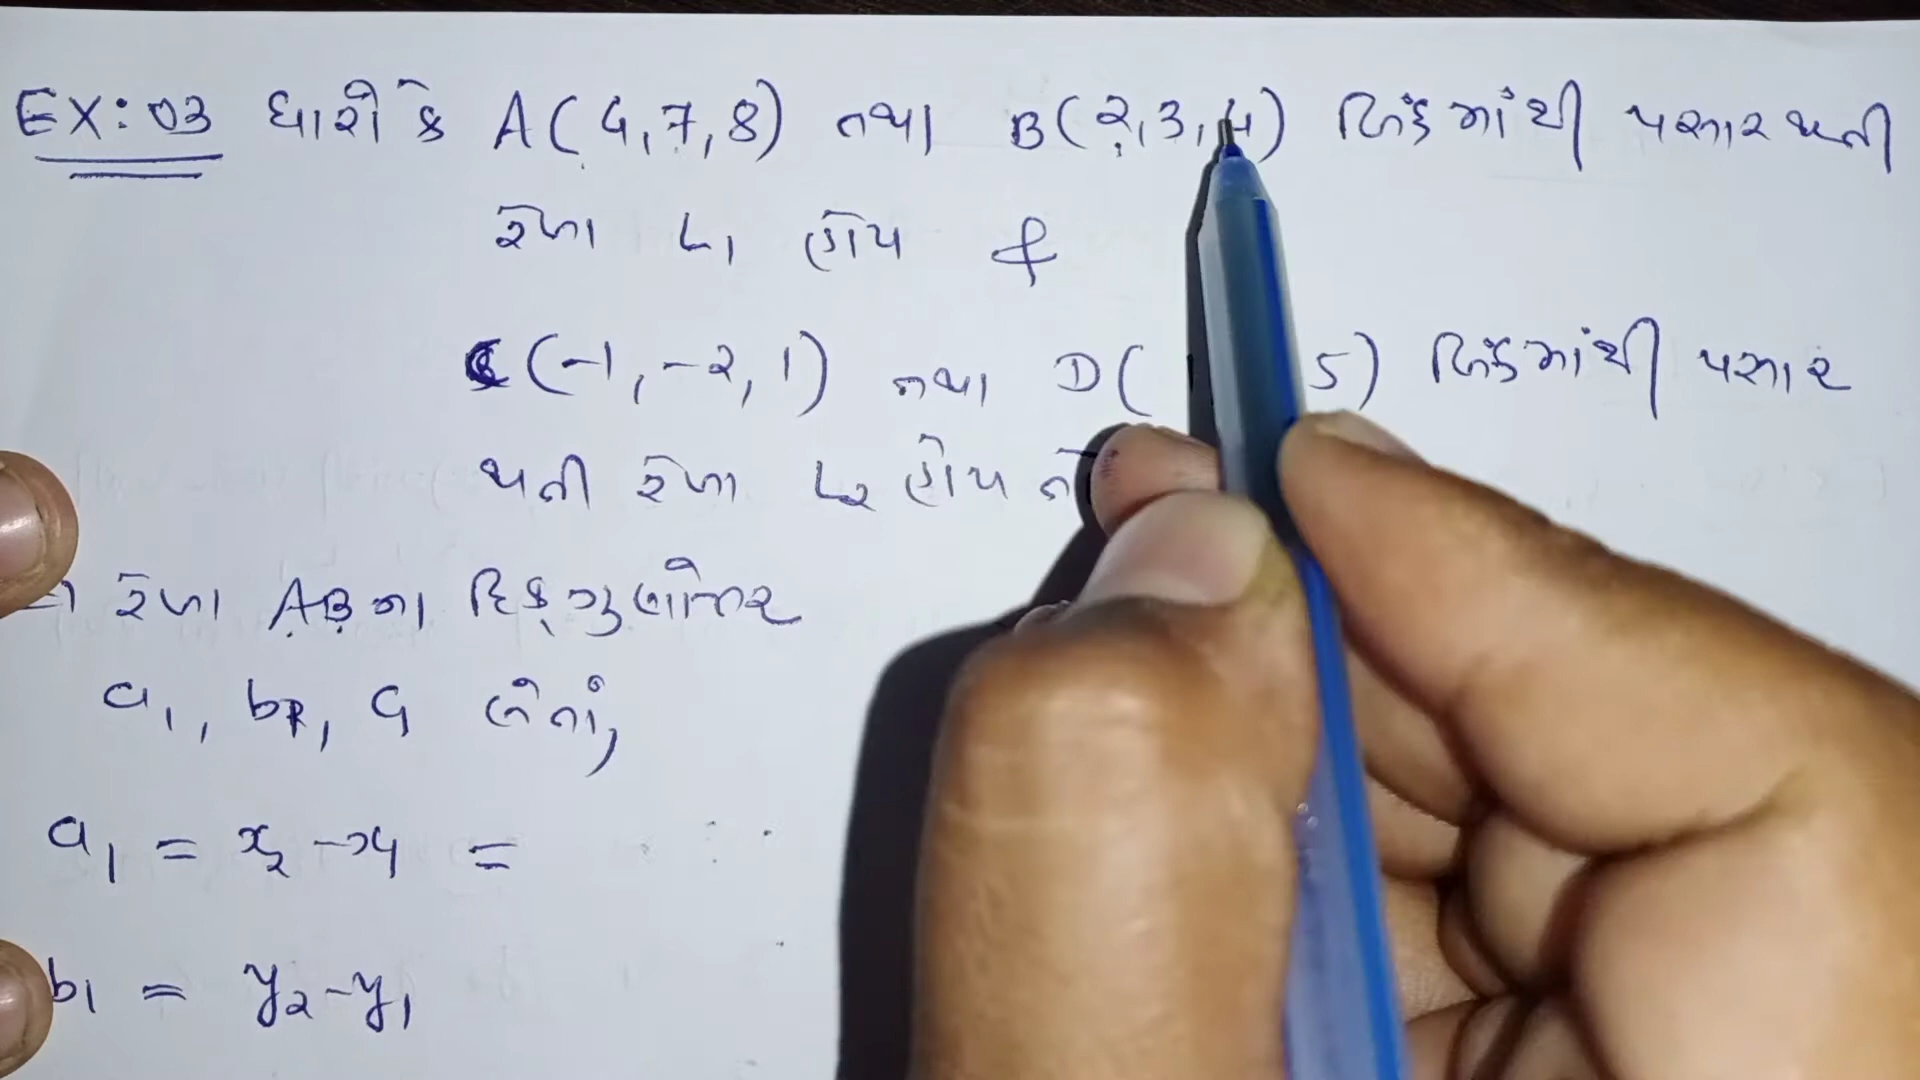 EX: 03 ધારો કે A(4,7,8) તથા B(2,3,4) બિંદુમાંથી પસાર થતી
રેખા L1 હોય &
C(-1,-2,1) તથા D( 5) બિંદુમાંથી પસાર
થતી રેખા L2 હોય તો
રેખા AB ના દિક્ગુણોત્તર
a1, b1, c1 લેતાં,
a1 = x2-x1 =
b1 = y2-y1